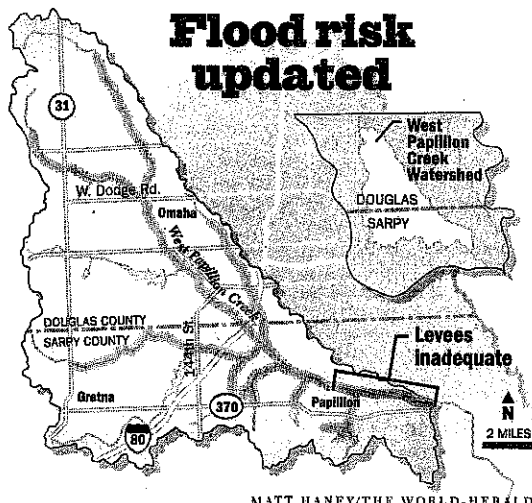 Flood risk
updated
31
West
Papillion
Creek
Watershed
DOUGLAS
SARPY
W. Dodge Rd.
Omaha
West Papillion Creek
DOUGLAS COUNTY
SARPY COUNTY
144th St.
Levees
inadequate
Gretna
370
Papillion
80
N
2 MILES
MATT HANEY/THE WORLD-HERALD